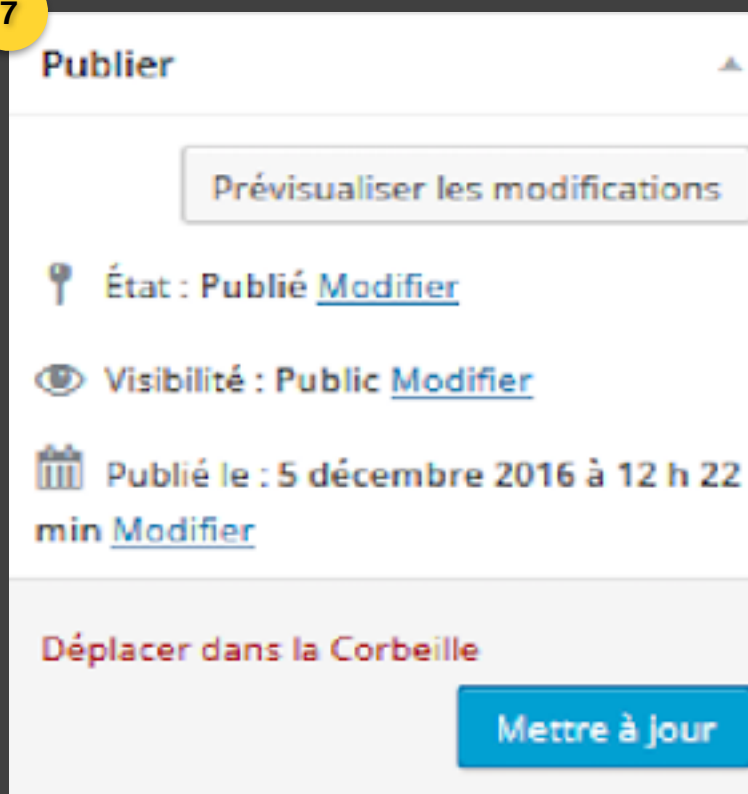 7
Publier
Prévisualiser les modifications
État : Publié Modifier
Visibilité : Public Modifier
Publié le : 5 décembre 2016 à 12 h 22
min Modifier
Déplacer dans la Corbeille
Mettre à jour